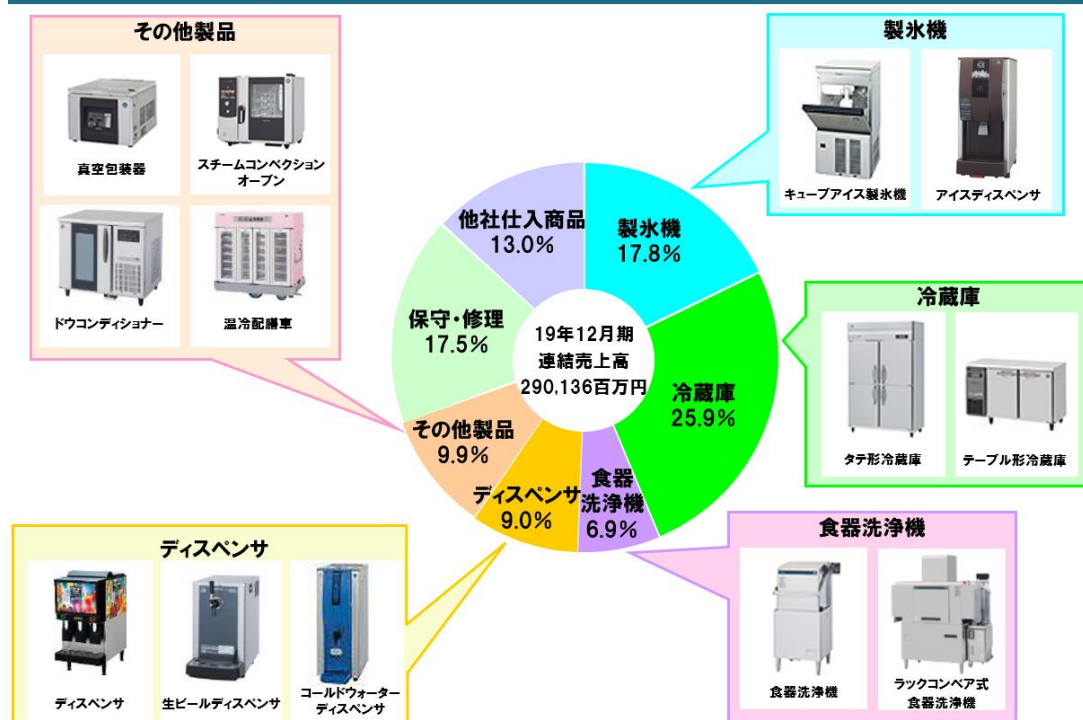 その他製品
真空包装器
スチームコンベクション
オーブン
ドウコンディショナー
温冷配膳車
製氷機
キューブアイス製氷機
アイスディスペンサ
他社仕入商品
13.0%
製氷機
17.8%
保守・修理
17.5%
19年12月期
連結売上高
290,136百万円
冷蔵庫
25.9%
その他製品
9.9%
ディスペンサ
9.0%
食器
洗浄機
6.9%
冷蔵庫
タテ形冷蔵庫
テーブル形冷蔵庫
ディスペンサ
ディスペンサ
生ビールディスペンサ
コールドウォーター
ディスペンサ
食器洗浄機
食器洗浄機
ラックコンベア式
食器洗浄機